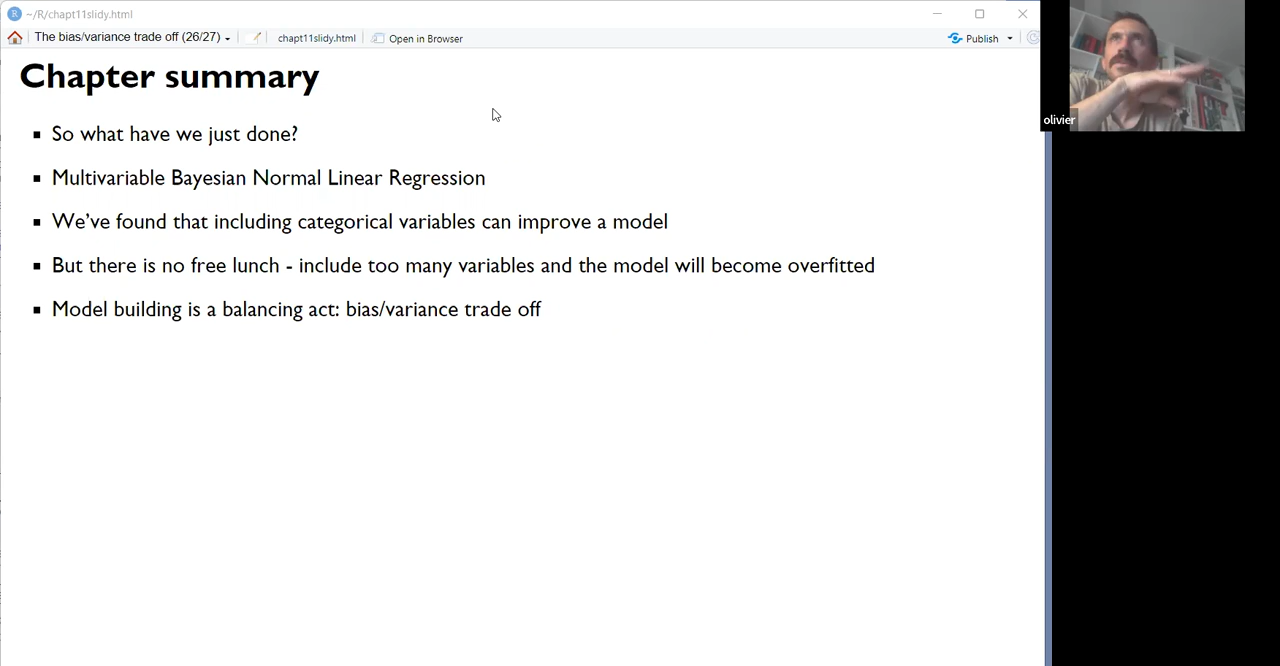 R ~/R/chapt11slidy.html
The bias/variance trade off (26/27) chapt11slidy.html Open in Browser Publish
Chapter summary
So what have we just done?
Multivariable Bayesian Normal Linear Regression
We've found that including categorical variables can improve a model
But there is no free lunch - include too many variables and the model will become overfitted
Model building is a balancing act: bias/variance trade off
olivier